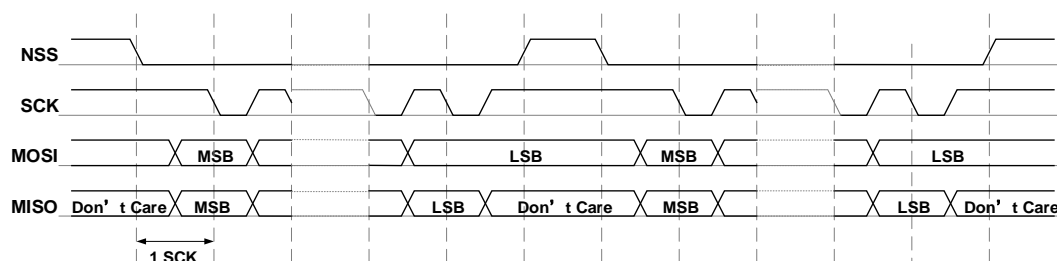 NSS
SCK
MOSI MSB LSB MSB LSB
MISO Don’t Care MSB LSB Don’t Care MSB LSB Don’t Care
1 SCK